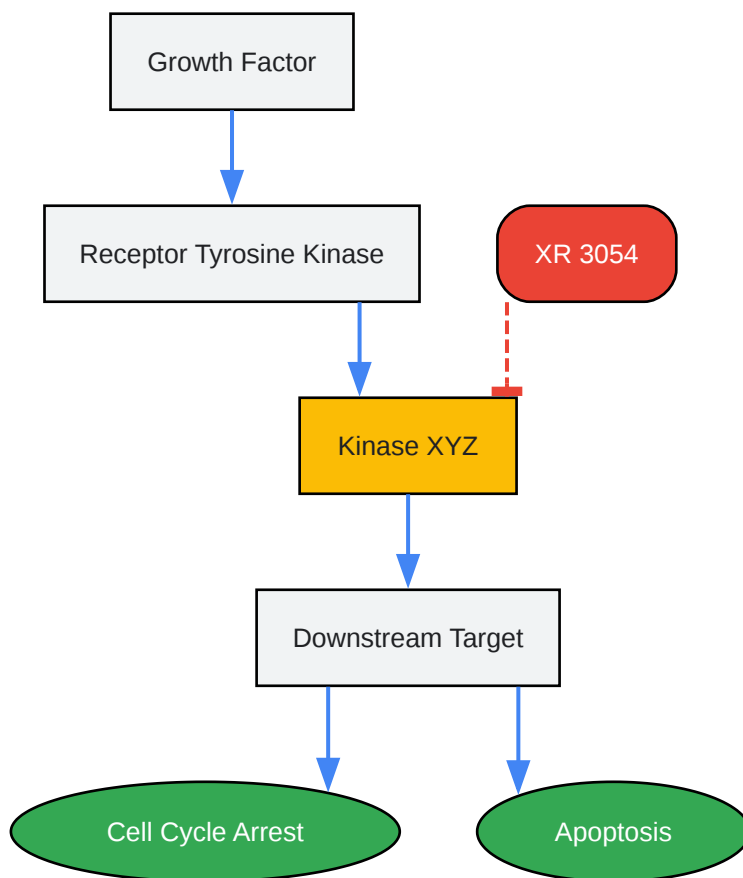 Growth Factor
Receptor Tyrosine Kinase
XR 3054
Kinase XYZ
Downstream Target
Cell Cycle Arrest
Apoptosis